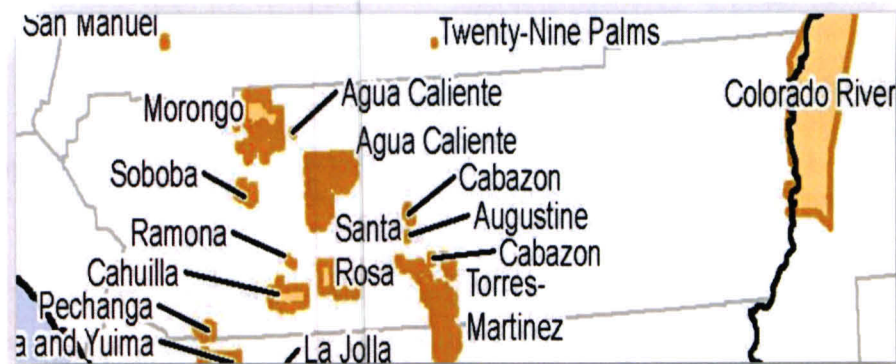 San Manuel
Twenty-Nine Palms
Morongo
Agua Caliente
Colorado River
Agua Caliente
Soboba
Cabazon
Santa
Rosa
Augustine
Ramona
Cabazon
Cahuilla
Torres-
Martinez
Pechanga
a and Yuima
La Jolla